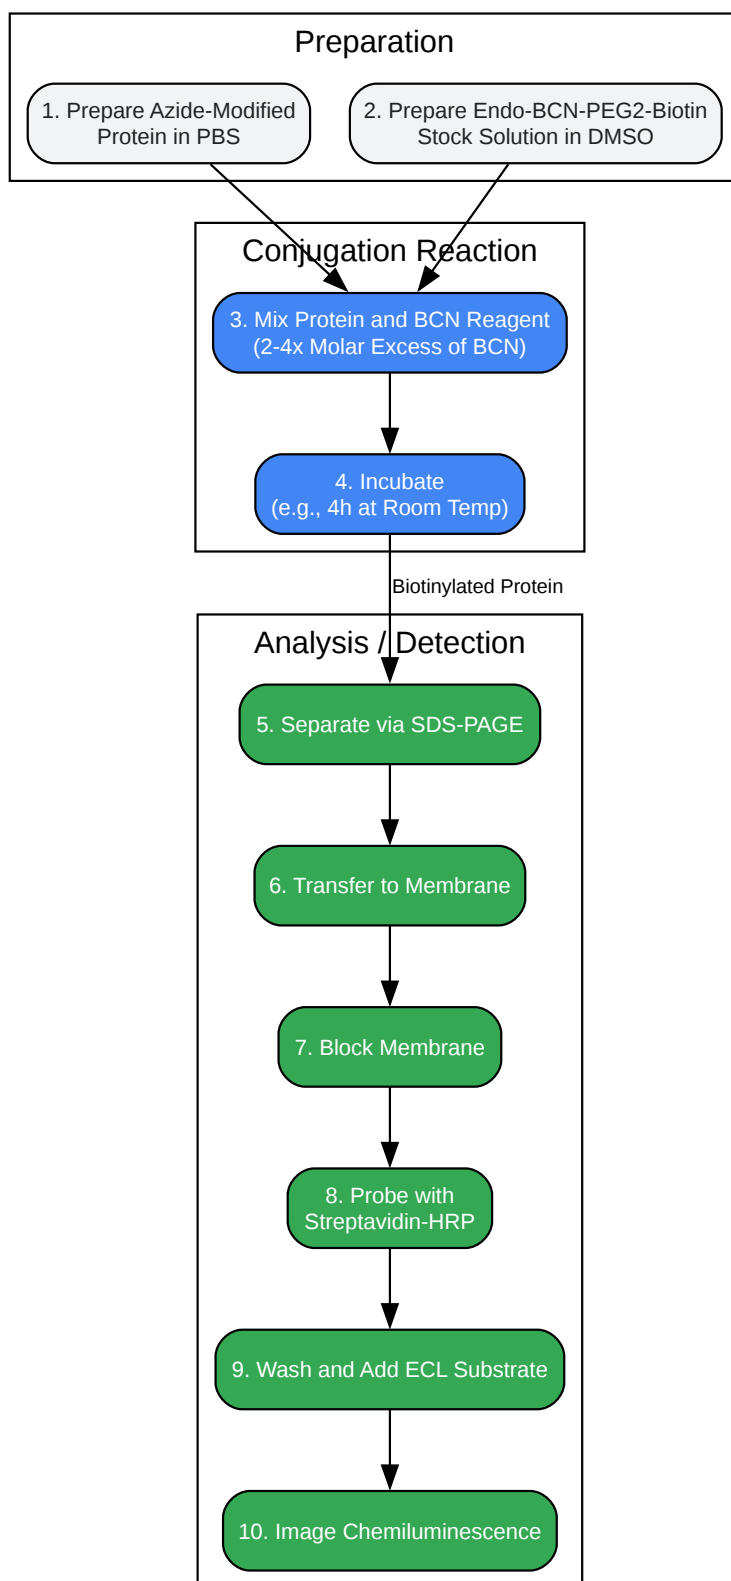 Preparation
1. Prepare Azide-Modified
Protein in PBS
2. Prepare Endo-BCN-PEG2-Biotin
Stock Solution in DMSO
Conjugation Reaction
3. Mix Protein and BCN Reagent
(2-4x Molar Excess of BCN)
4. Incubate
(e.g., 4h at Room Temp)
Biotinylated Protein
Analysis / Detection
5. Separate via SDS-PAGE
6. Transfer to Membrane
7. Block Membrane
8. Probe with
Streptavidin-HRP
9. Wash and Add ECL Substrate
10. Image Chemiluminescence